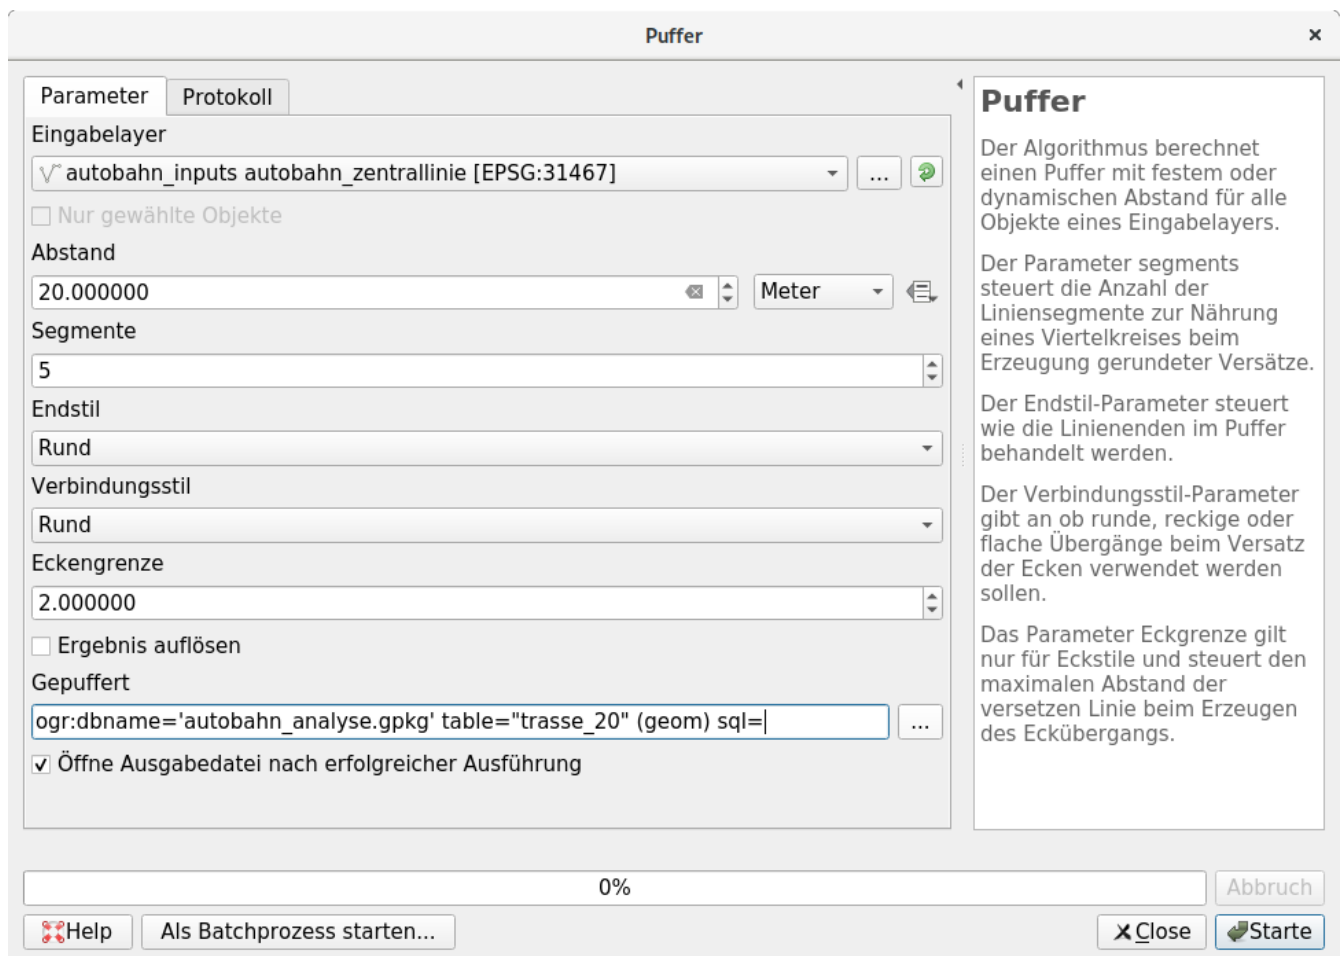 Puffer
Parameter
Protokoll
Eingabelayer
autobahn_inputs autobahn_zentrallinie [EPSG:31467]
...
Nur gewählte Objekte
Abstand
20.000000
Meter
Segmente
5
Endstil
Rund
Verbindungsstil
Rund
Eckengrenze
2.000000
Ergebnis auflösen
Gepuffert
ogr:dbname='autobahn_analyse.gpkg' table="trasse_20" (geom) sql=
...
Öffne Ausgabedatei nach erfolgreicher Ausführung
Puffer
Der Algorithmus berechnet
einen Puffer mit festem oder
dynamischen Abstand für alle
Objekte eines Eingabelayers.
Der Parameter segments
steuert die Anzahl der
Liniensegmente zur Nährung
eines Viertelkreises beim
Erzeugung gerundeter Versätze.
Der Endstil-Parameter steuert
wie die Linienenden im Puffer
behandelt werden.
Der Verbindungsstil-Parameter
gibt an ob runde, reckige oder
flache Übergänge beim Versatz
der Ecken verwendet werden
sollen.
Das Parameter Eckgrenze gilt
nur für Eckstile und steuert den
maximalen Abstand der
versetzen Linie beim Erzeugen
des Eckübergangs.
0%
Abbruch
Help
Als Batchprozess starten...
Close
Starte